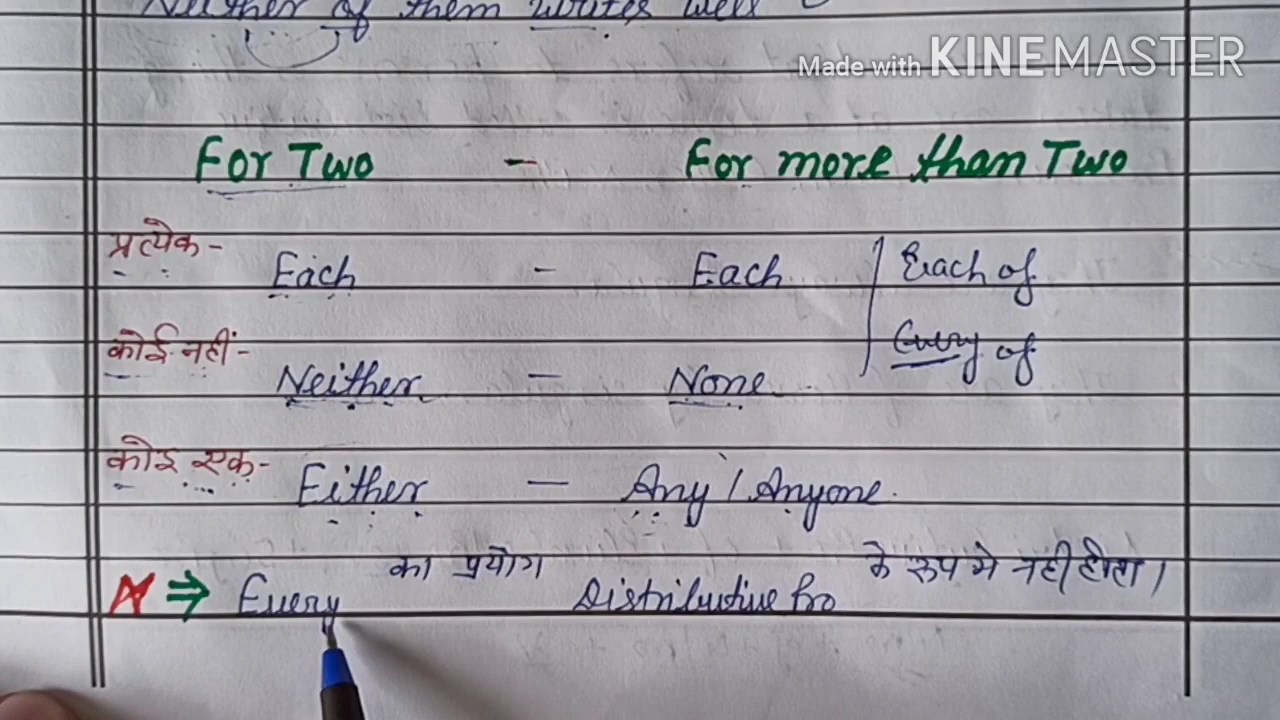 Neither of them writes well
Made with KINEMASTER
For Two - For more than Two
प्रत्येक- Each - Each Each of
कोई नहीं- Neither - None Every of
कोई एक- Either - Any / Anyone.
N ⇒ Every का प्रयोग Distributive Pro के रूप मे नहीं होता।